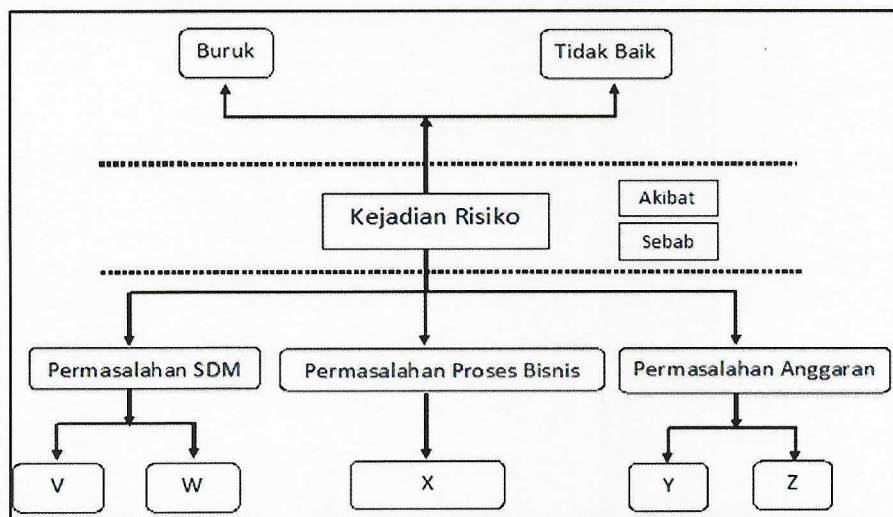 Buruk
Tidak Baik
Kejadian Risiko
Akibat
Sebab
Permasalahan SDM
Permasalahan Proses Bisnis
Permasalahan Anggaran
V
W
X
Y
Z